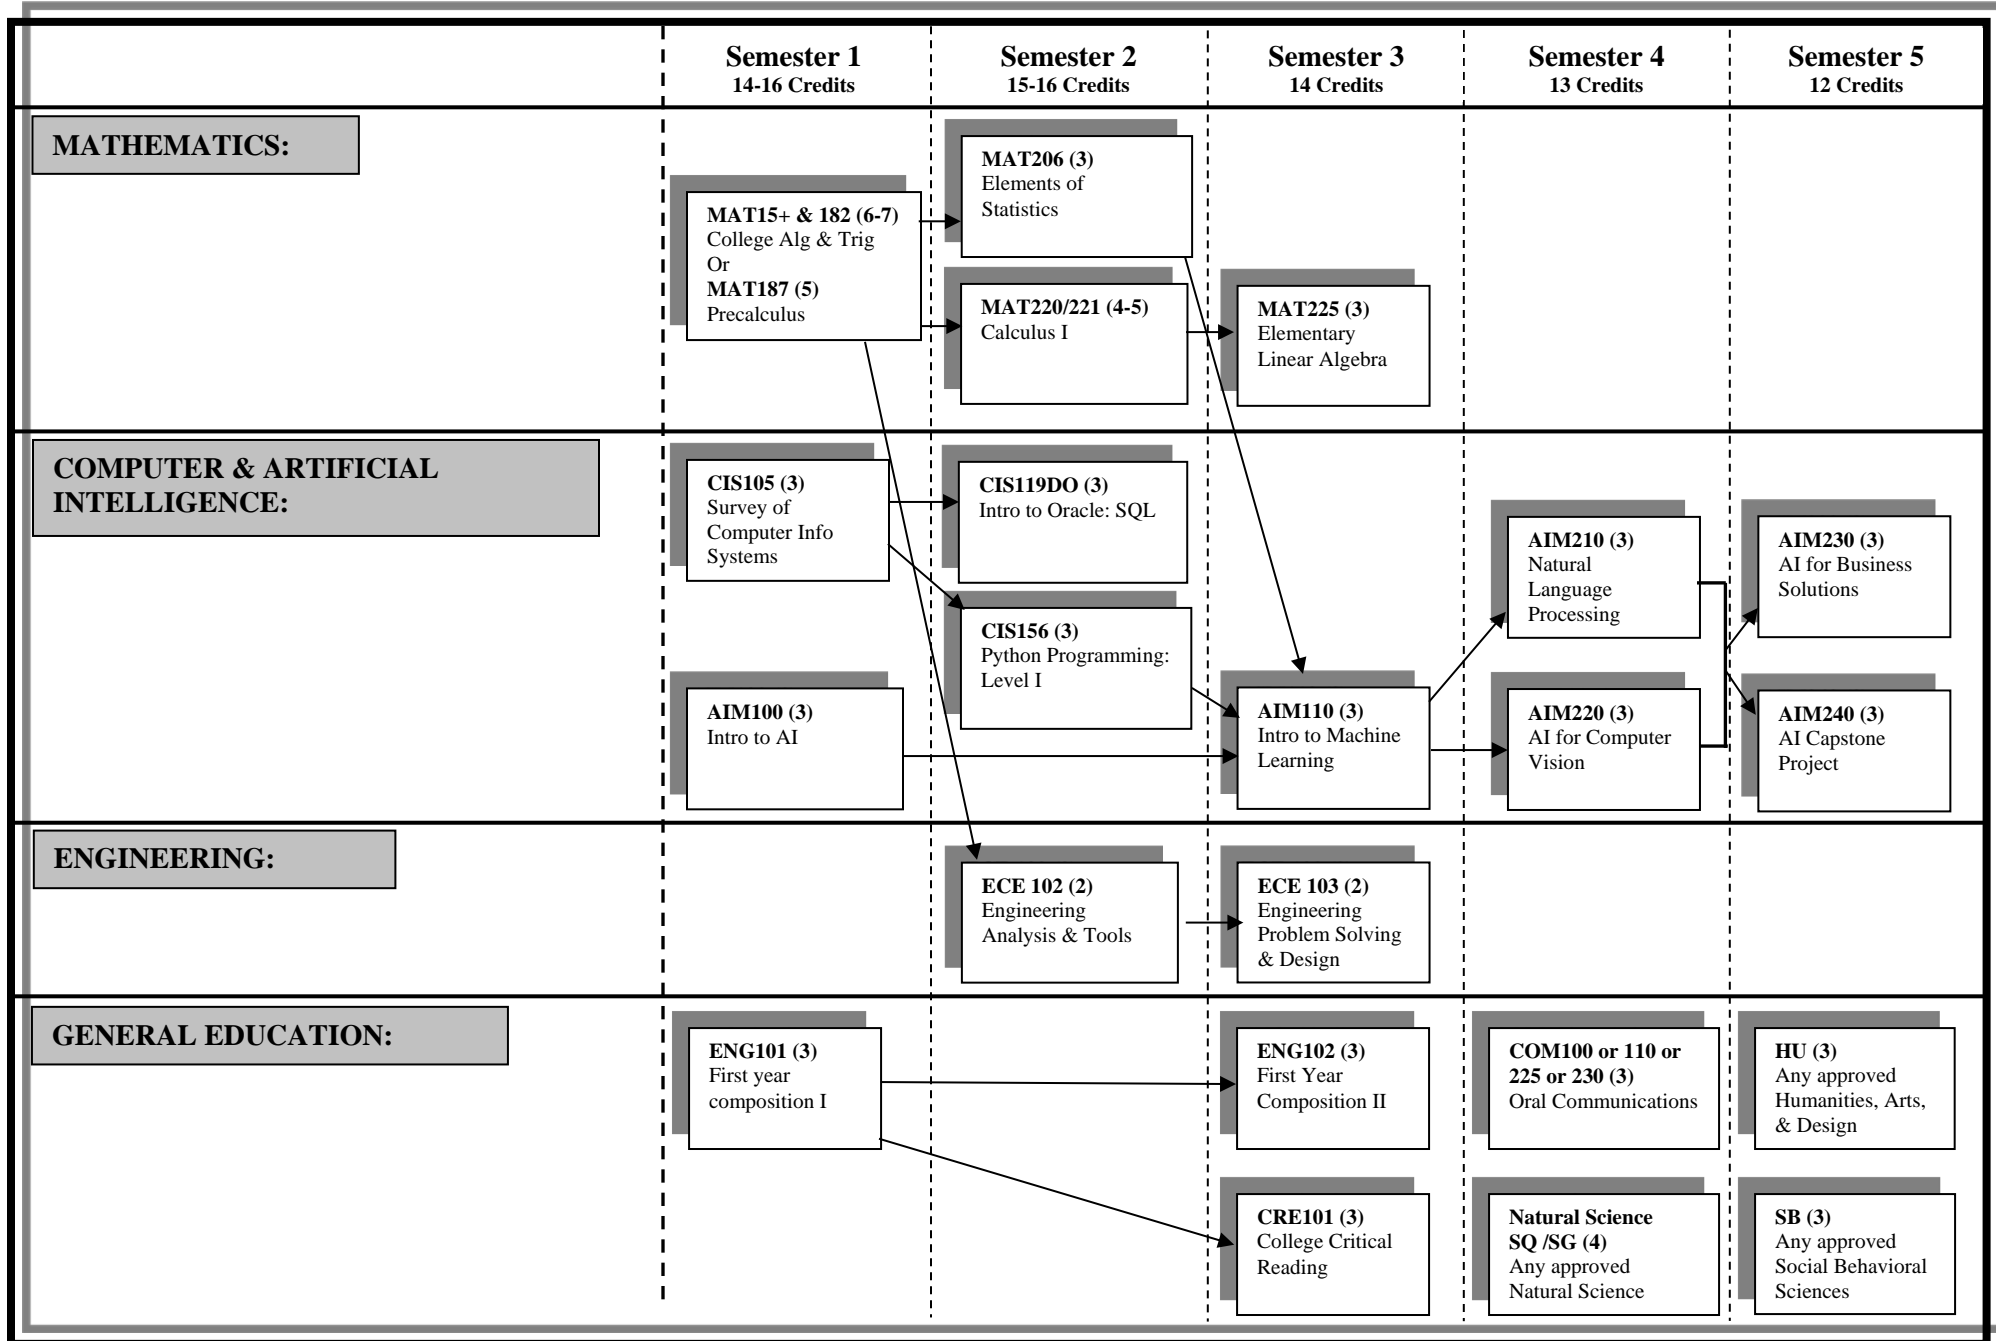 Semester 1
14-16 Credits
Semester 2
15-16 Credits
Semester 3
14 Credits
Semester 4
13 Credits
Semester 5
12 Credits
MATHEMATICS:
MAT15+ & 182 (6-7)
College Alg & Trig
Or
MAT187 (5)
Precalculus
MAT206 (3)
Elements of
Statistics
MAT220/221 (4-5)
Calculus I
MAT225 (3)
Elementary
Linear Algebra
COMPUTER & ARTIFICIAL
INTELLIGENCE:
CIS105 (3)
Survey of
Computer Info
Systems
AIM100 (3)
Intro to AI
CIS119DO (3)
Intro to Oracle: SQL
CIS156 (3)
Python Programming:
Level I
AIM110 (3)
Intro to Machine
Learning
AIM210 (3)
Natural
Language
Processing
AIM220 (3)
AI for Computer
Vision
AIM230 (3)
AI for Business
Solutions
AIM240 (3)
AI Capstone
Project
ENGINEERING:
ECE 102 (2)
Engineering
Analysis & Tools
ECE 103 (2)
Engineering
Problem Solving
& Design
GENERAL EDUCATION:
ENG101 (3)
First year
composition I
ENG102 (3)
First Year
Composition II
CRE101 (3)
College Critical
Reading
COM100 or 110 or
225 or 230 (3)
Oral Communications
Natural Science
SQ /SG (4)
Any approved
Natural Science
HU (3)
Any approved
Humanities, Arts,
& Design
SB (3)
Any approved
Social Behavioral
Sciences